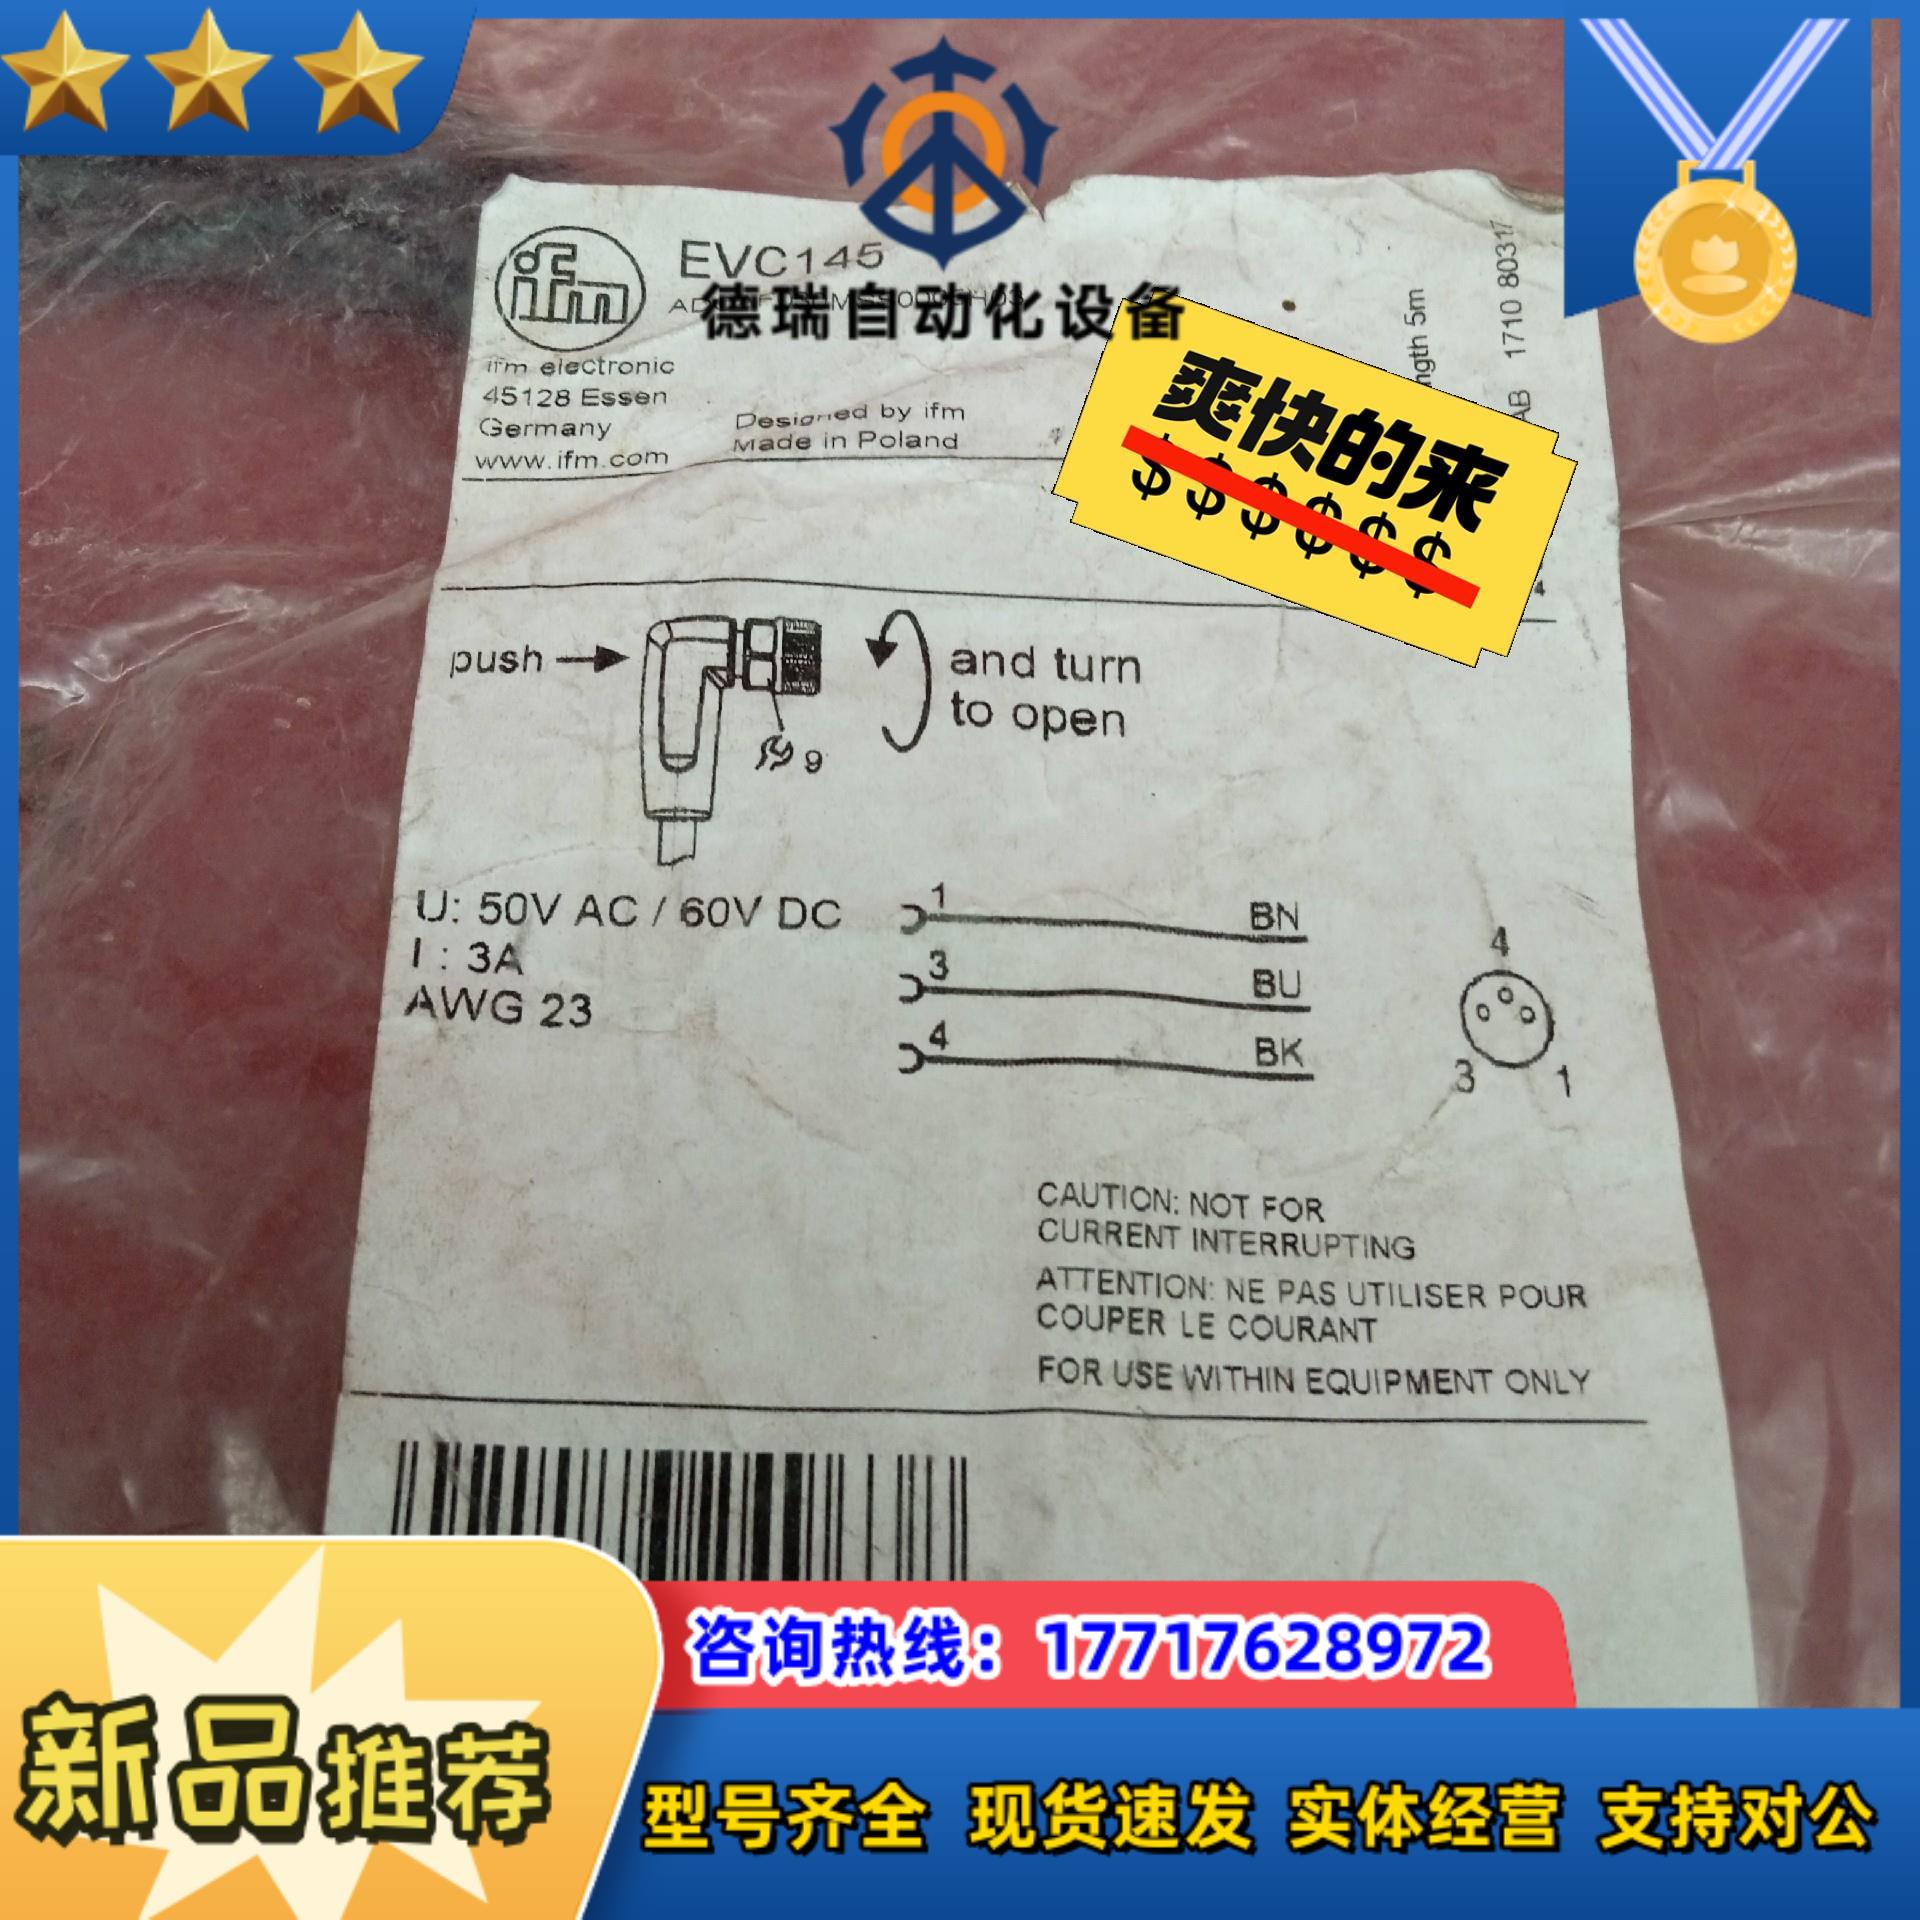 ifm
EVC145
德瑞自动化设备
ifm electronic
45128 Essen
Germany
www.ifm.com
Designed by ifm
Made in Poland
ngth 5m
AB 1710 80317
爽快的来
$$$$$$
push
and turn
to open
9
U: 50V AC / 60V DC
I : 3A
AWG 23
1 BN
3 BU
4 BK
4
3 1
CAUTION: NOT FOR
CURRENT INTERRUPTING
ATTENTION: NE PAS UTILISER POUR
COUPER LE COURANT
FOR USE WITHIN EQUIPMENT ONLY
咨询热线：17717628972
新品推荐
型号齐全 现货速发 实体经营 支持对公